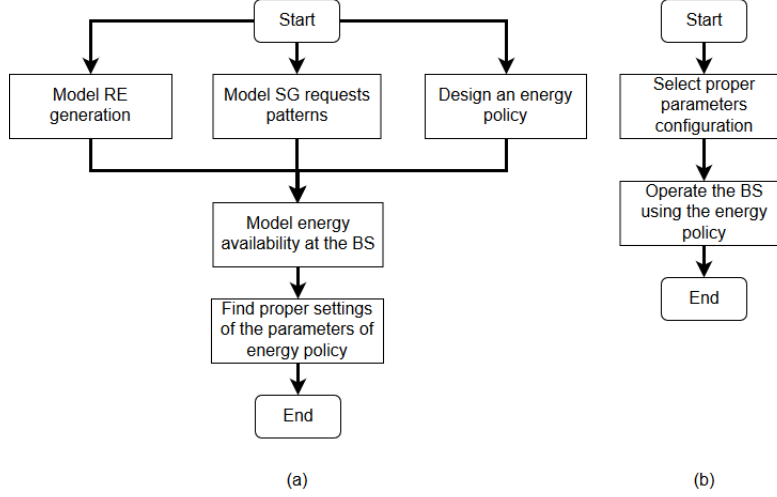 Start
Model RE
generation
Model SG requests
patterns
Design an energy
policy
Model energy
availability at the BS
Find proper settings
of the parameters of
energy policy
End
(a)
Start
Select proper
parameters
configuration
Operate the BS
using the energy
policy
End
(b)